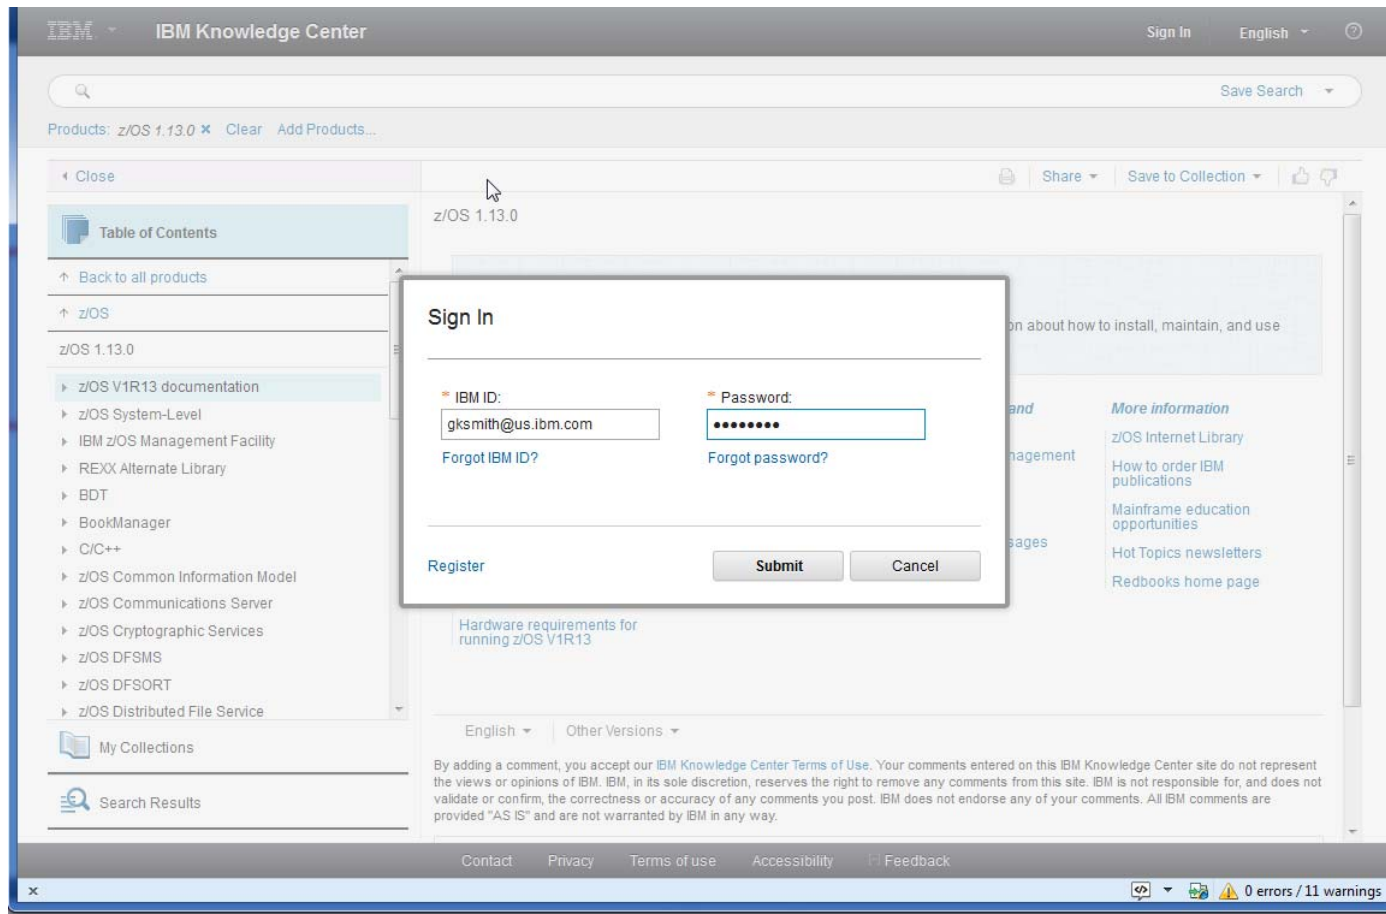 IBM IBM Knowledge Center Sign In English
Save Search
Products: z/OS 1.13.0 × Clear Add Products...
Close Share Save to Collection
z/OS 1.13.0
Table of Contents
Back to all products
z/OS
z/OS 1.13.0
z/OS V1R13 documentation
z/OS System-Level
IBM z/OS Management Facility
REXX Alternate Library
BDT
BookManager
C/C++
z/OS Common Information Model
z/OS Communications Server
z/OS Cryptographic Services
z/OS DFSMS
z/OS DFSORT
z/OS Distributed File Service
My Collections
Search Results
Sign In
* IBM ID: * Password:
gksmith@us.ibm.com ••••••••
Forgot IBM ID? Forgot password?
Register Submit Cancel
on about how to install, maintain, and use
and
nagement
sages
More information
z/OS Internet Library
How to order IBM
publications
Mainframe education
opportunities
Hot Topics newsletters
Redbooks home page
Hardware requirements for
running z/OS V1R13
English Other Versions
By adding a comment, you accept our IBM Knowledge Center Terms of Use. Your comments entered on this IBM Knowledge Center site do not represent
the views or opinions of IBM. IBM, in its sole discretion, reserves the right to remove any comments from this site. IBM is not responsible for, and does not
validate or confirm, the correctness or accuracy of any comments you post. IBM does not endorse any of your comments. All IBM comments are
provided "AS IS" and are not warranted by IBM in any way.
Contact Privacy Terms of use Accessibility Feedback
× 0 errors / 11 warnings